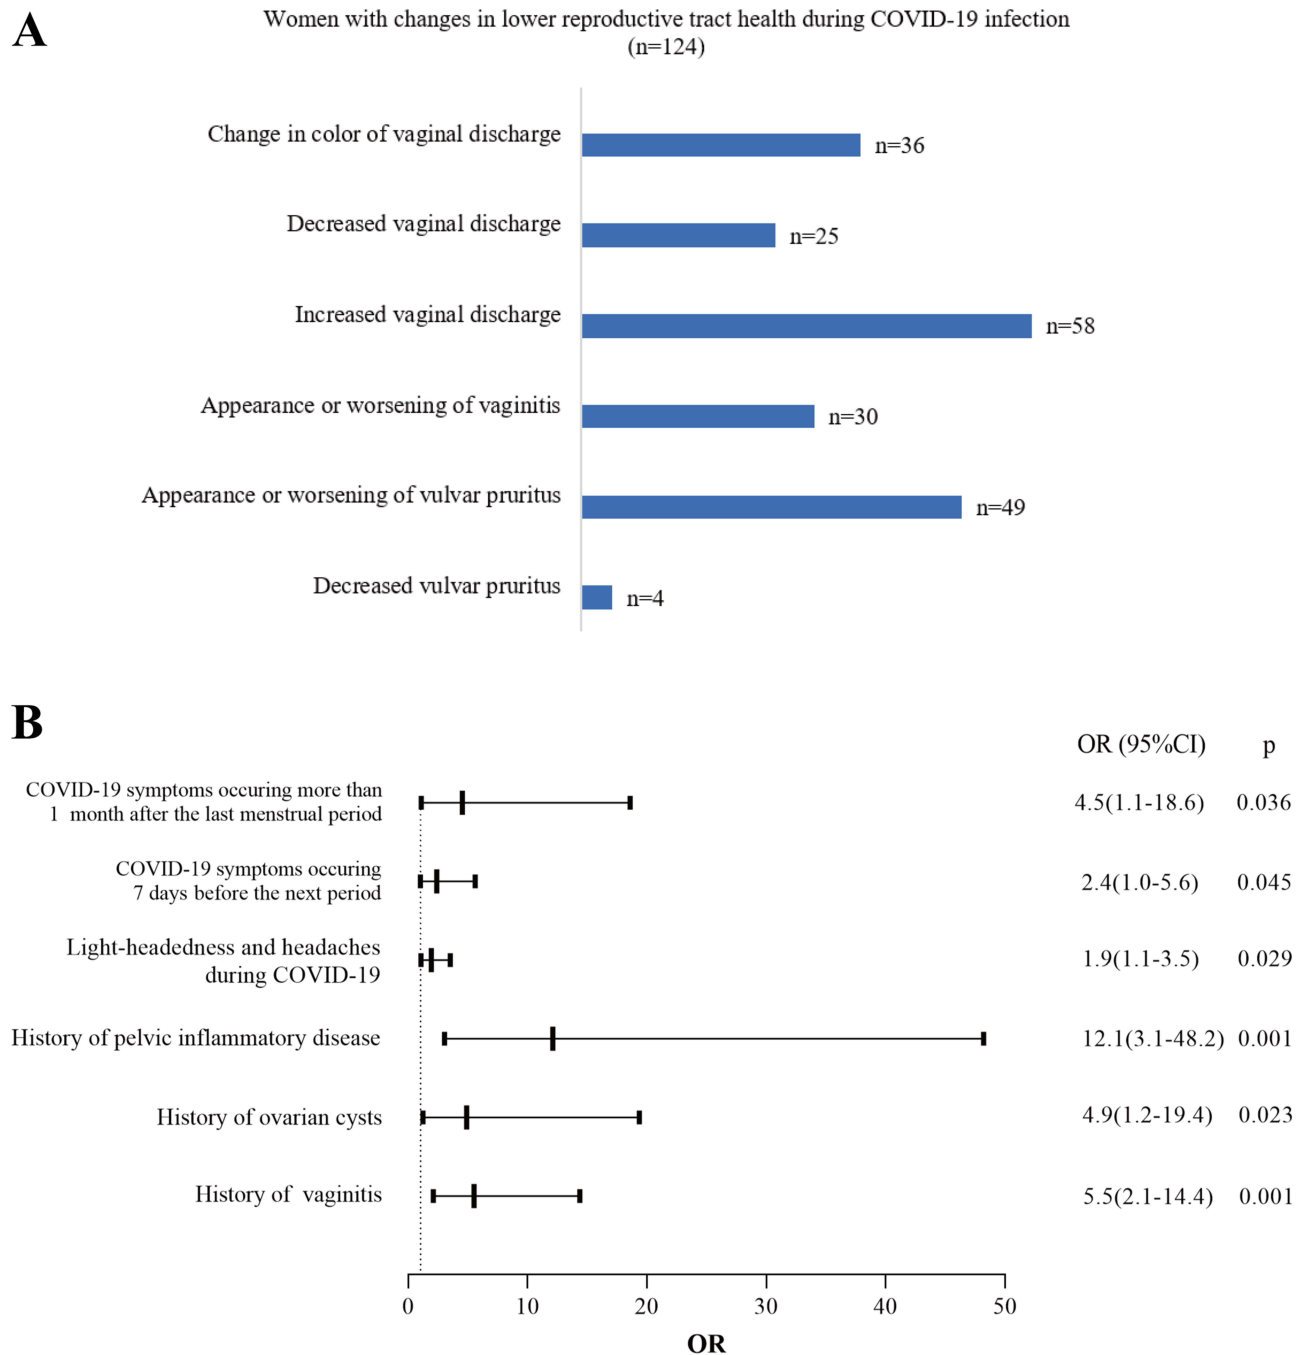 A
Women with changes in lower reproductive tract health during COVID-19 infection
(n=124)
Change in color of vaginal discharge n=36
Decreased vaginal discharge n=25
Increased vaginal discharge n=58
Appearance or worsening of vaginitis n=30
Appearance or worsening of vulvar pruritus n=49
Decreased vulvar pruritus n=4
B
OR (95%CI) p
COVID-19 symptoms occuring more than
1 month after the last menstrual period
4.5(1.1-18.6) 0.036
COVID-19 symptoms occuring
7 days before the next period
2.4(1.0-5.6) 0.045
Light-headedness and headaches
during COVID-19
1.9(1.1-3.5) 0.029
History of pelvic inflammatory disease 12.1(3.1-48.2) 0.001
History of ovarian cysts 4.9(1.2-19.4) 0.023
History of vaginitis 5.5(2.1-14.4) 0.001
0 10 20 30 40 50
OR